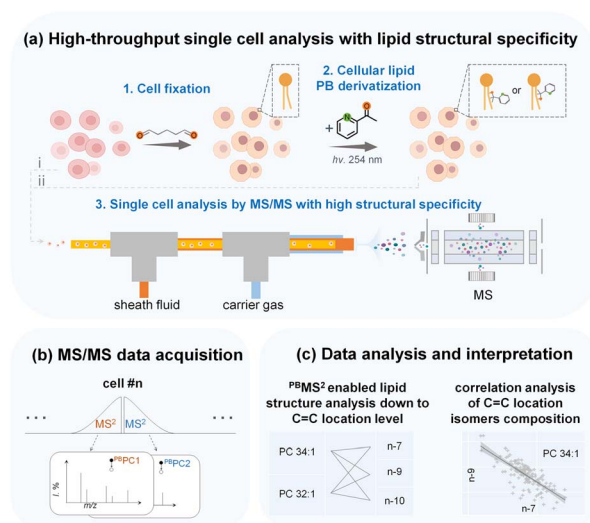 (a) High-throughput single cell analysis with lipid structural specificity
1. Cell fixation
2. Cellular lipid
PB derivatization
or
N
O
O
O
+
hv. 254 nm
i
ii
3. Single cell analysis by MS/MS with high structural specificity
sheath fluid
carrier gas
MS
(b) MS/MS data acquisition
cell #n
MS2 MS2
PBPC1
PBPC2
I. %
m/z
(c) Data analysis and interpretation
PBMS2 enabled lipid
structure analysis down to
C=C location level
PC 34:1
PC 32:1
n-7
n-9
n-10
correlation analysis
of C=C location
isomers composition
PC 34:1
n-9
n-7